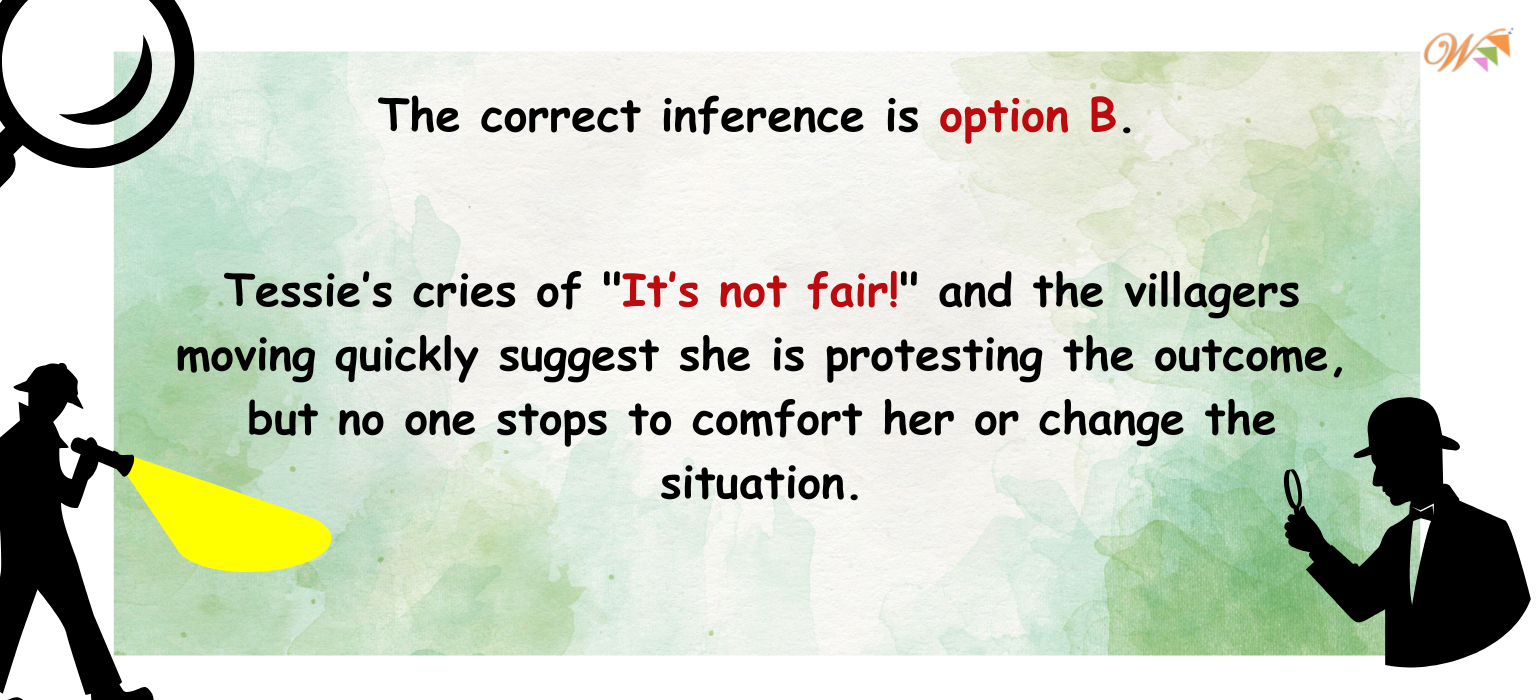 The correct inference is option B.
Tessie’s cries of "It’s not fair!" and the villagers
moving quickly suggest she is protesting the outcome,
but no one stops to comfort her or change the
situation.
W